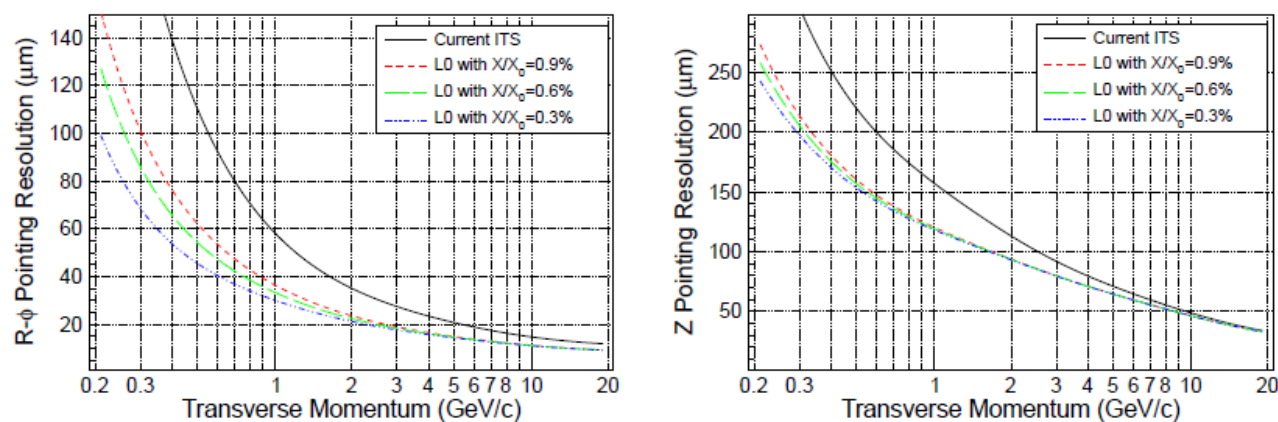 R-ϕ Pointing Resolution (μm)
140
120
100
80
60
40
20
Current ITS
L0 with X/X₀=0.9%
L0 with X/X₀=0.6%
L0 with X/X₀=0.3%
0.2 0.3 1 2 3 4 5 6 7 10 20
Transverse Momentum (GeV/c)
Z Pointing Resolution (μm)
250
200
150
100
50
Current ITS
L0 with X/X₀=0.9%
L0 with X/X₀=0.6%
L0 with X/X₀=0.3%
0.2 0.3 1 2 3 4 5 6 7 10 20
Transverse Momentum (GeV/c)